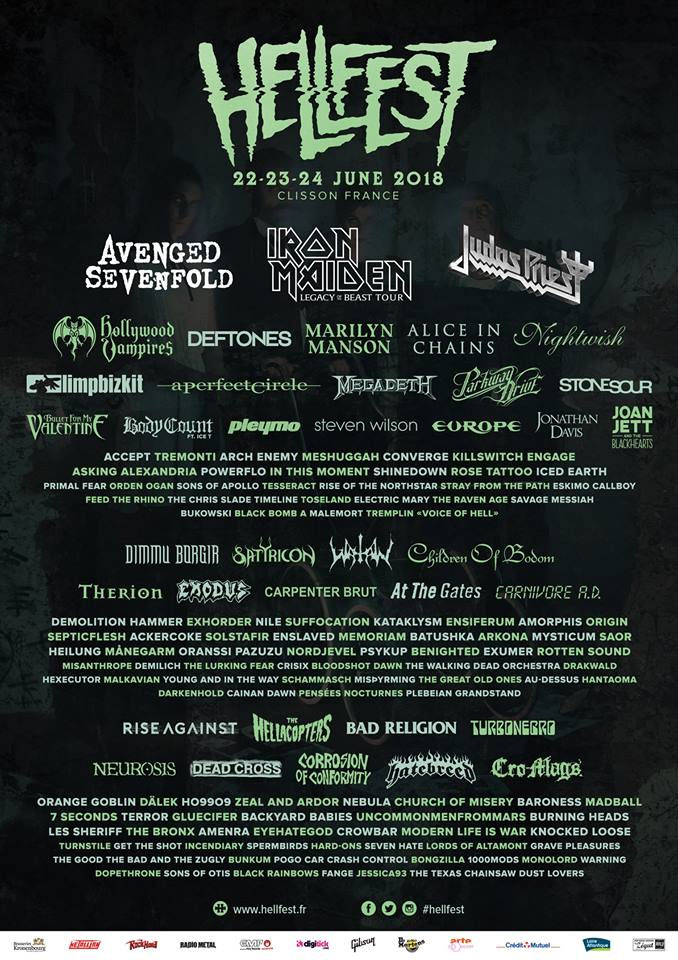 HELLFEST
22-23-24 JUNE 2018
CLISSON FRANCE
AVENGED SEVENFOLD IRON MAIDEN LEGACY OF THE BEAST TOUR Judas Priest
Hollywood Vampires DEFTONES MARILYN MANSON ALICE IN CHAINS Nightwish
limpbizkit aperfectcircle MEGADETH Parkway Drive STONESOUR
BULLET FOR MY VALENTINE BODY COUNT FT. ICE T pleymo steven wilson EUROPE JONATHAN DAVIS JOAN JETT AND THE BLACKHEARTS
ACCEPT TREMONTI ARCH ENEMY MESHUGGAH CONVERGE KILLSWITCH ENGAGE
ASKING ALEXANDRIA POWERFLO IN THIS MOMENT SHINEDOWN ROSE TATTOO ICED EARTH
PRIMAL FEAR ORDEN OGAN SONS OF APOLLO TESSERACT RISE OF THE NORTHSTAR STRAY FROM THE PATH ESKIMO CALLBOY
FEED THE RHINO THE CHRIS SLADE TIMELINE TOSELAND ELECTRIC MARY THE RAVEN AGE SAVAGE MESSIAH
BUKOWSKI BLACK BOMB A MALEMORT TREMPLIN «VOICE OF HELL»
DIMMU BORGIR SATYRICON WATAIN Children Of Bodom
THERION EXODUS CARPENTER BRUT At The Gates CARNIVORE A.D.
DEMOLITION HAMMER EXHORDER NILE SUFFOCATION KATAKLYSM ENSIFERUM AMORPHIS ORIGIN
SEPTICFLESH ACKERCOKE SOLSTAFIR ENSLAVED MEMORIAM BATUSHKA ARKONA MYSTICUM SAOR
HEILUNG MÅNEGARM ORANSSI PAZUZU NORDJEVEL PSYKUP BENIGHTED EXUMER ROTTEN SOUND
MISANTHROPE DEMILICH THE LURKING FEAR CRISIX BLOODSHOT DAWN THE WALKING DEAD ORCHESTRA DRAKWALD
HEXECUTOR MALKAVIAN YOUNG AND IN THE WAY SCHAMMASCH MISÞYRMING THE GREAT OLD ONES AU-DESSUS HANTAOMA
DARKENHOLD CAINAN DAWN PENSÉES NOCTURNES PLEBEIAN GRANDSTAND
RISE AGAINST THE HELLACOPTERS BAD RELIGION TURBONEGRO
NEUROSIS DEAD CROSS CORROSION OF CONFORMITY HATEBREED Cro-Mags
ORANGE GOBLIN DÄLEK HO99O9 ZEAL AND ARDOR NEBULA CHURCH OF MISERY BARONESS MADBALL
7 SECONDS TERROR GLUECIFER BACKYARD BABIES UNCOMMONMENFROMMARS BURNING HEADS
LES SHERIFF THE BRONX AMENRA EYEHATEGOD CROWBAR MODERN LIFE IS WAR KNOCKED LOOSE
TURNSTILE GET THE SHOT INCENDIARY SPERMBIRDS HARD-ONS SEVEN HATE LORDS OF ALTAMONT GRAVE PLEASURES
THE GOOD THE BAD AND THE ZUGLY BUNKUM POGO CAR CRASH CONTROL BONGZILLA 1000MODS MONOLORD WARNING
DOPETHRONE SONS OF OTIS BLACK RAINBOWS FANGE JESSICA93 THE TEXAS CHAINSAW DUST LOVERS
www.hellfest.fr #hellfest
Brasseries Kronenbourg METALLIAN RockHard RADIO METAL EMP digitick Gibson Dr. Martens arte Crédit Mutuel Loire Atlantique